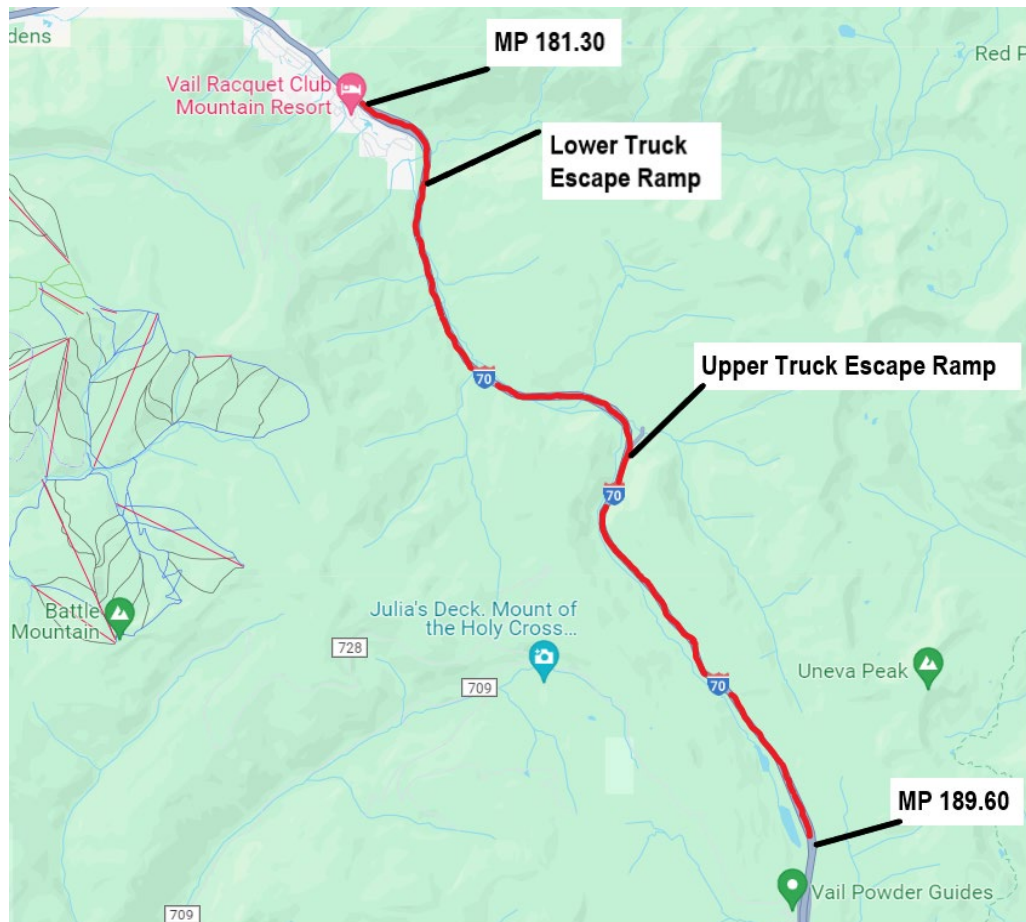 dens
MP 181.30
Red P
Vail Racquet Club
Mountain Resort
Lower Truck
Escape Ramp
Upper Truck Escape Ramp
70
70
Battle
Mountain
Julia's Deck. Mount of
the Holy Cross...
728
709
70
Uneva Peak
MP 189.60
Vail Powder Guides
709